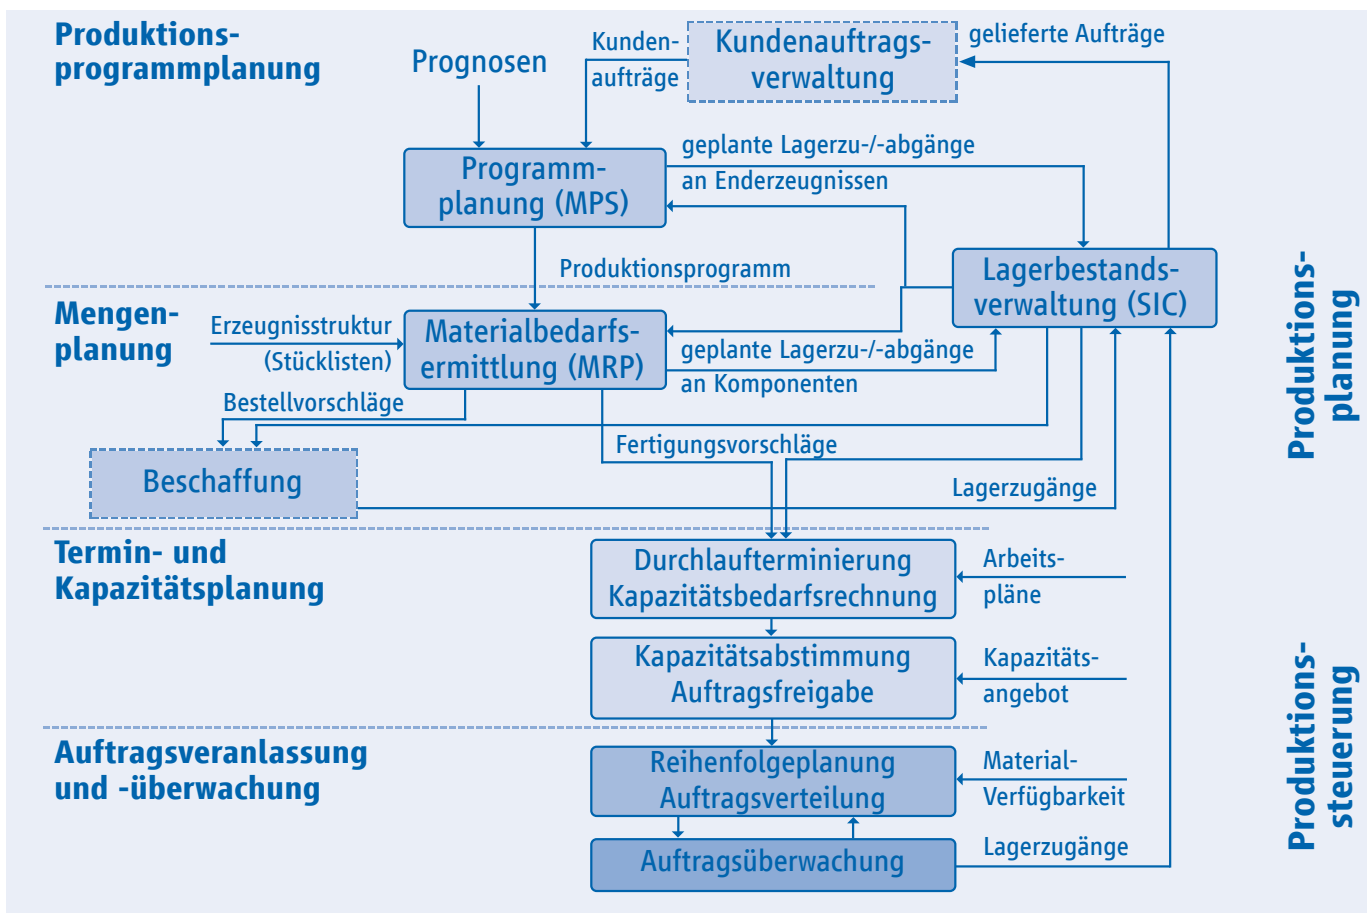 Produktions-
programmplanung
Prognosen
Kunden-
aufträge
Kundenauftrags-
verwaltung
gelieferte Aufträge
Programm-
planung (MPS)
geplante Lagerzu-/-abgänge
an Enderzeugnissen
Produktionsprogramm
Lagerbestands-
verwaltung (SIC)
Produktions-
planung
Mengen-
planung
Erzeugnisstruktur
(Stücklisten)
Materialbedarfs-
ermittlung (MRP)
geplante Lagerzu-/-abgänge
an Komponenten
Bestellvorschläge
Fertigungsvorschläge
Beschaffung
Lagerzugänge
Termin- und
Kapazitätsplanung
Durchlaufterminierung
Kapazitätsbedarfsrechnung
Arbeits-
pläne
Kapazitätsabstimmung
Auftragsfreigabe
Kapazitäts-
angebot
Produktions-
steuerung
Auftragsveranlassung
und -überwachung
Reihenfolgeplanung
Auftragsverteilung
Material-
Verfügbarkeit
Auftragsüberwachung
Lagerzugänge